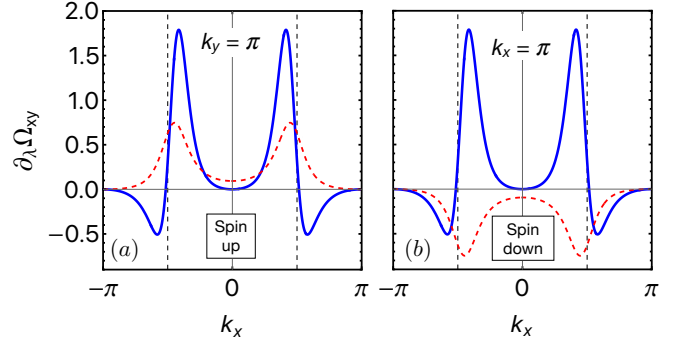 2.0
1.5
1.0
0.5
0.0
−0.5
∂λΩxy
ky = π
kx = π
Spin
up
Spin
down
(a)
(b)
−π
0
π
−π
0
π
kx
kx